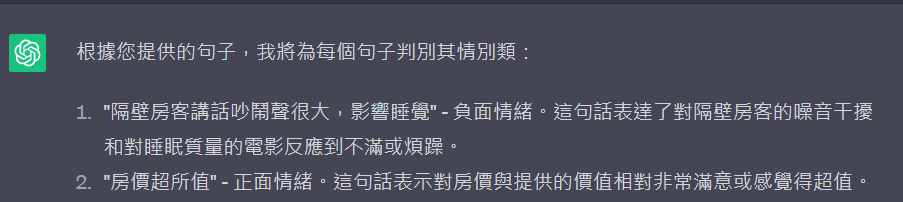 根據您提供的句子，我將為每個句子判別其情別類：
1. "隔壁房客講話吵鬧聲很大，影響睡覺" - 負面情緒。這句話表達了對隔壁房客的噪音干擾
和對睡眠質量的電影反應到不滿或煩躁。
2. "房價超所值" - 正面情緒。這句話表示對房價與提供的價值相對非常滿意或感覺得超值。